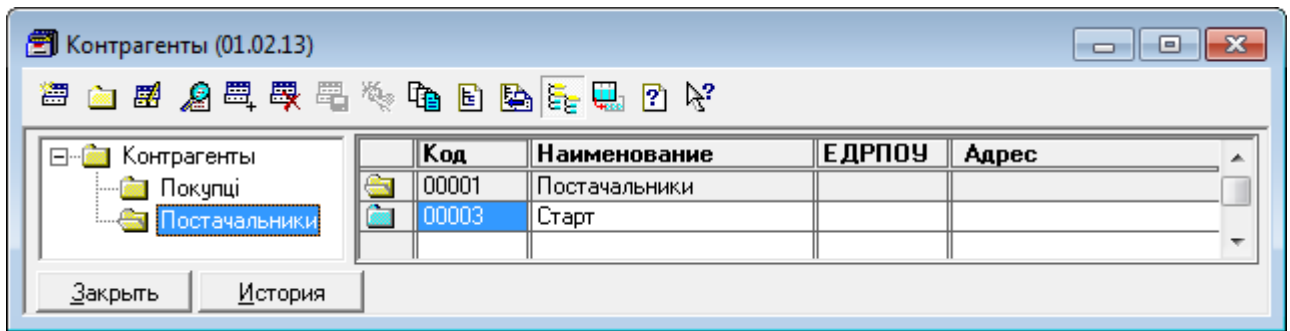 Контрагенты (01.02.13)
Контрагенты
Покупці
Постачальники
Код Наименование ЕДРПОУ Адрес
00001 Постачальники
00003 Старт
Закрыть История